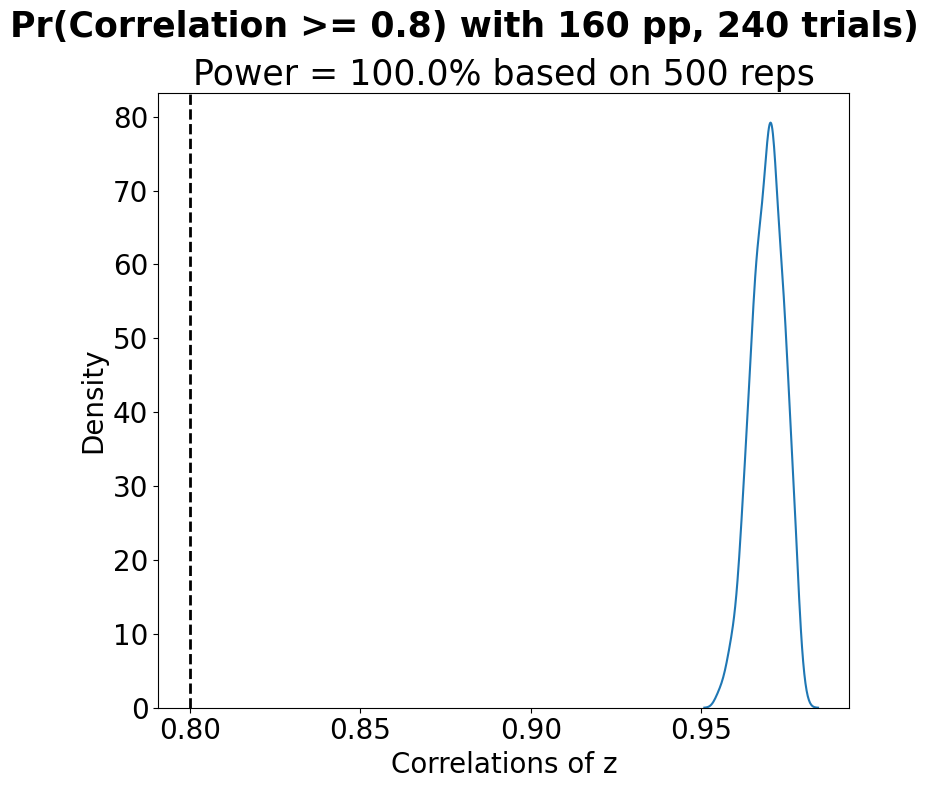 Pr(Correlation >= 0.8) with 160 pp, 240 trials)
Power = 100.0% based on 500 reps
80
70
60
50
40
30
20
10
0
Density
0.80 0.85 0.90 0.95
Correlations of z